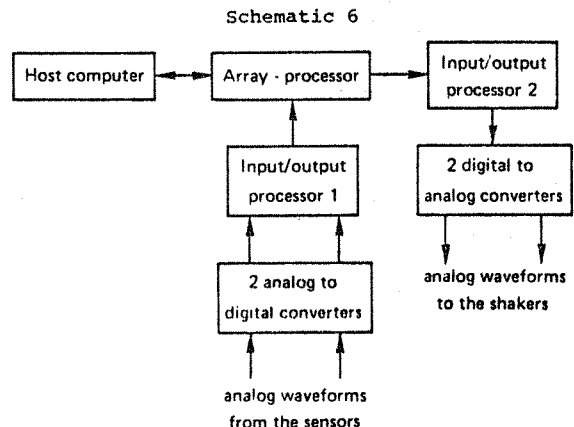 Schematic 6
Host computer
Array - processor
Input/output
processor 2
Input/output
processor 1
2 digital to
analog converters
analog waveforms
to the shakers
2 analog to
digital converters
analog waveforms
from the sensors